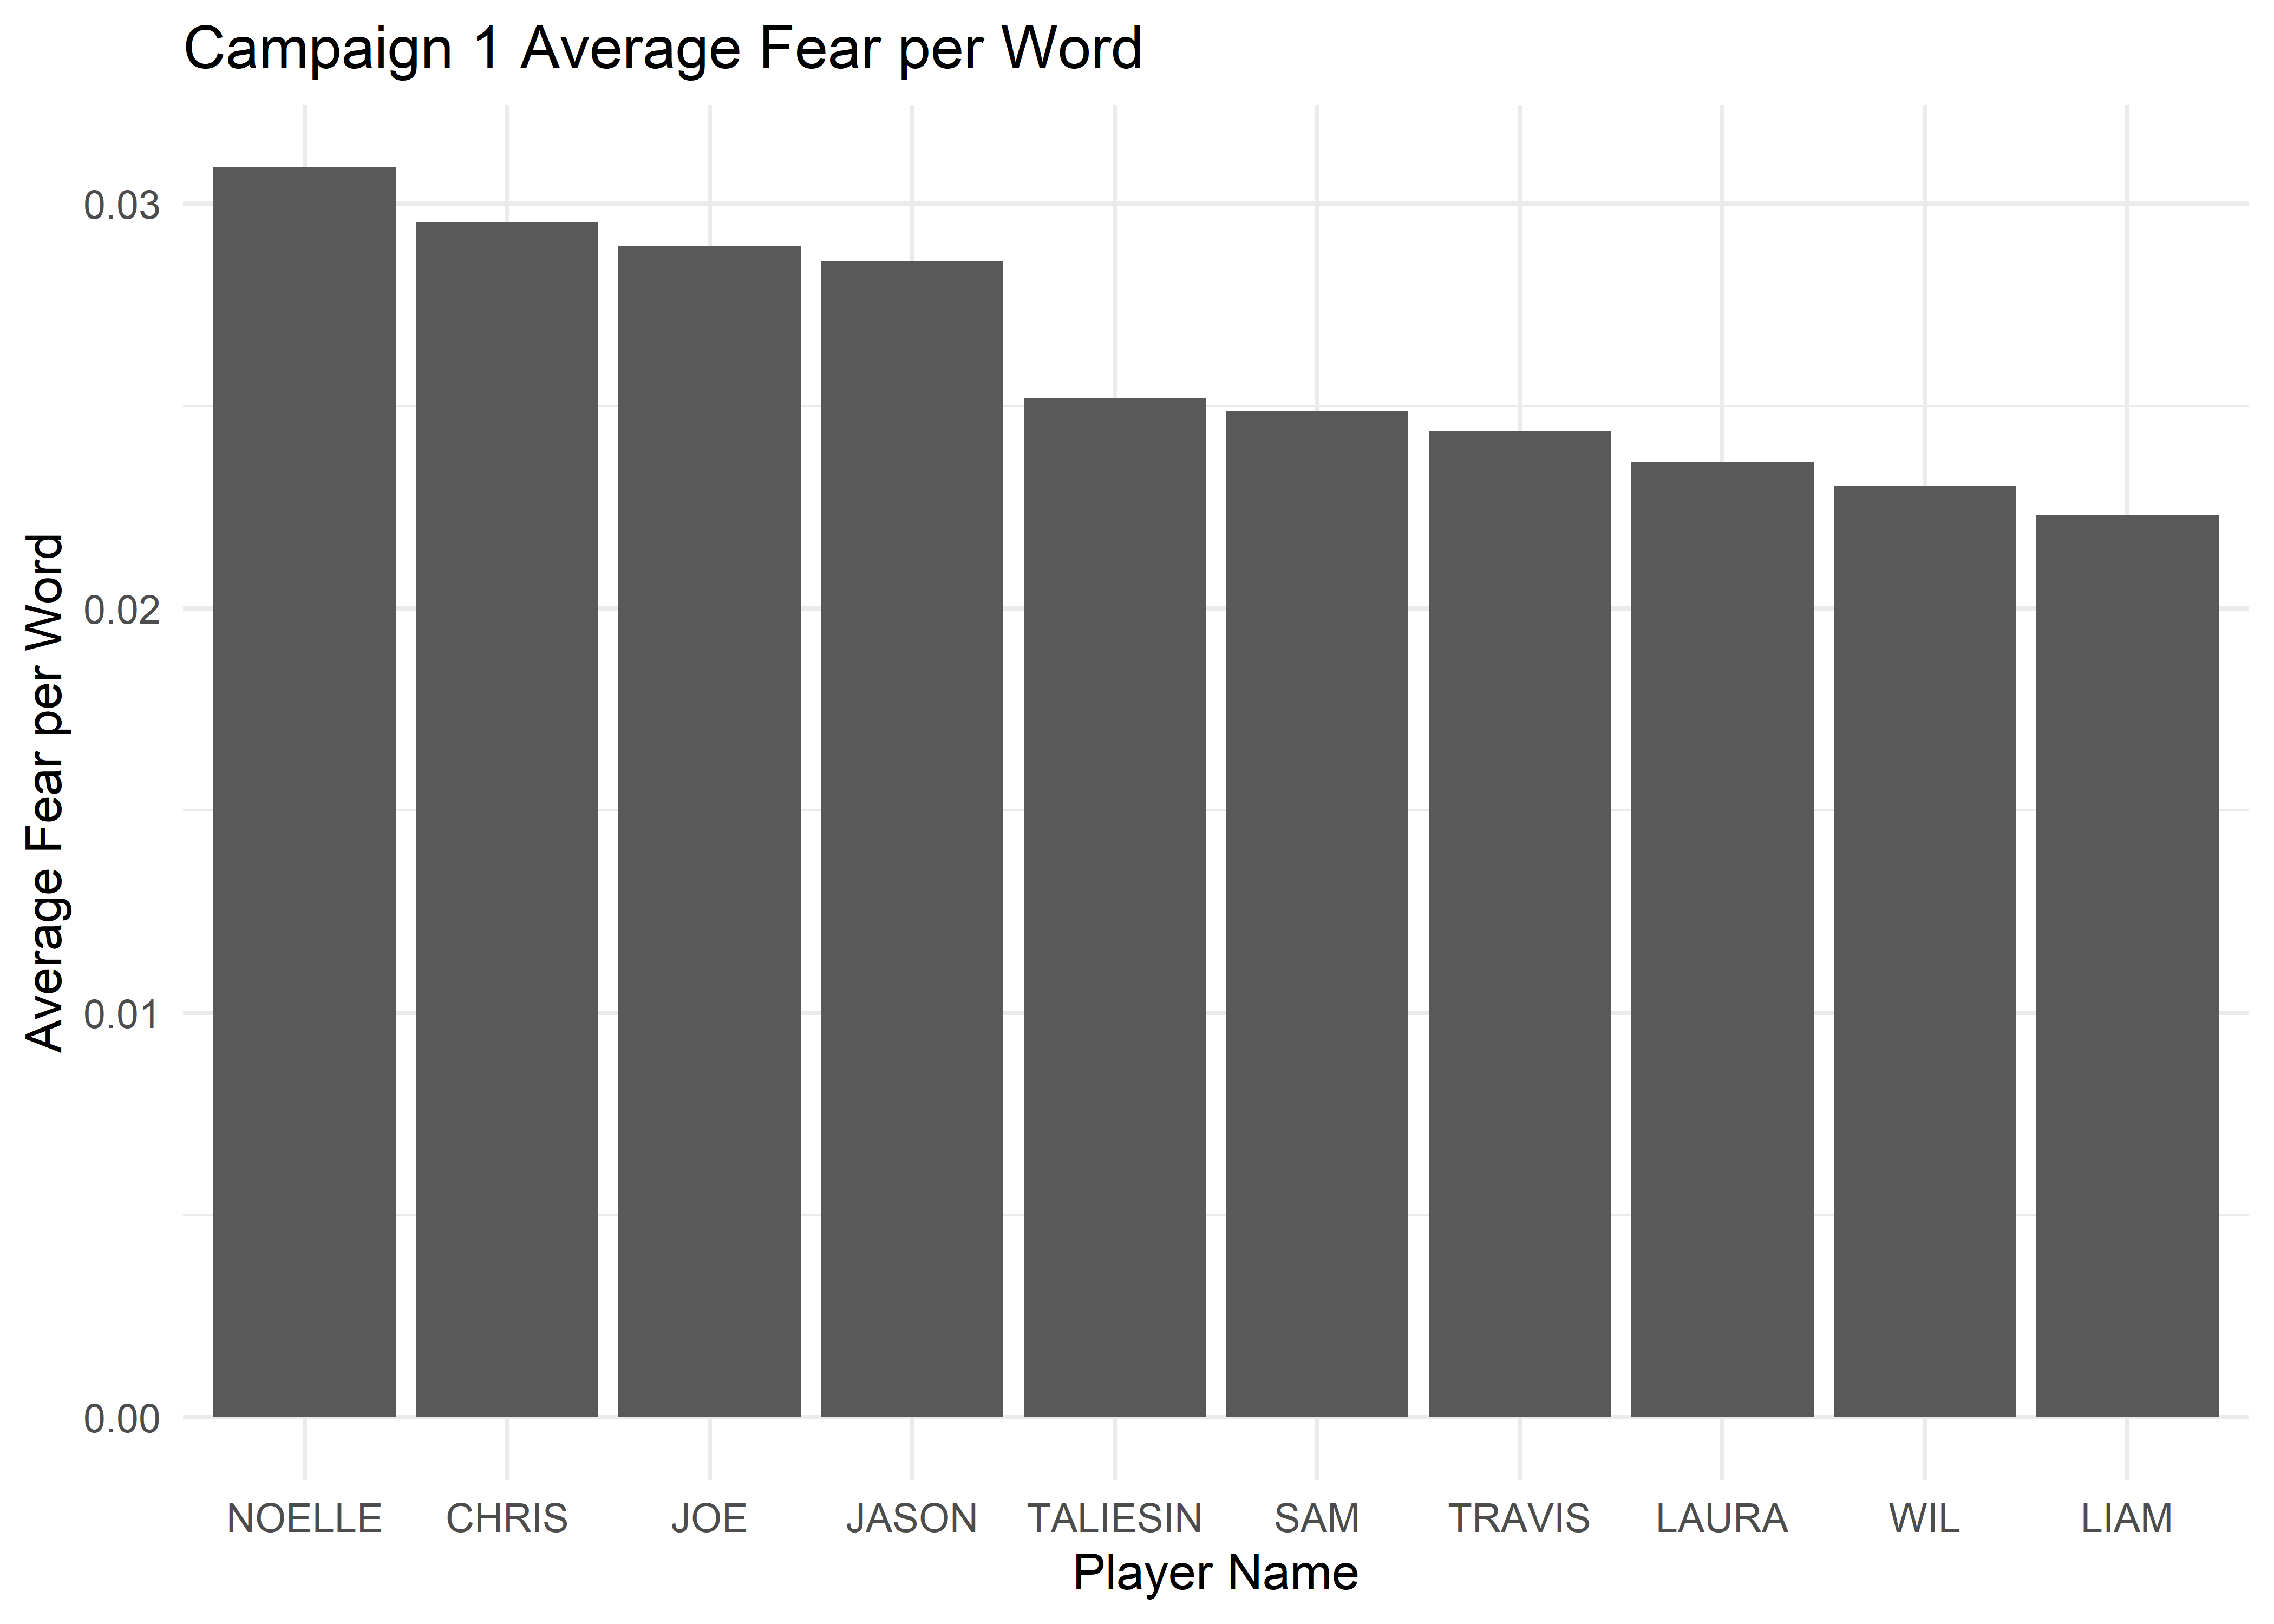 Campaign 1 Average Fear per Word
Average Fear per Word
0.03
0.02
0.01
0.00
NOELLE CHRIS JOE JASON TALIESIN SAM TRAVIS LAURA WIL LIAM
Player Name